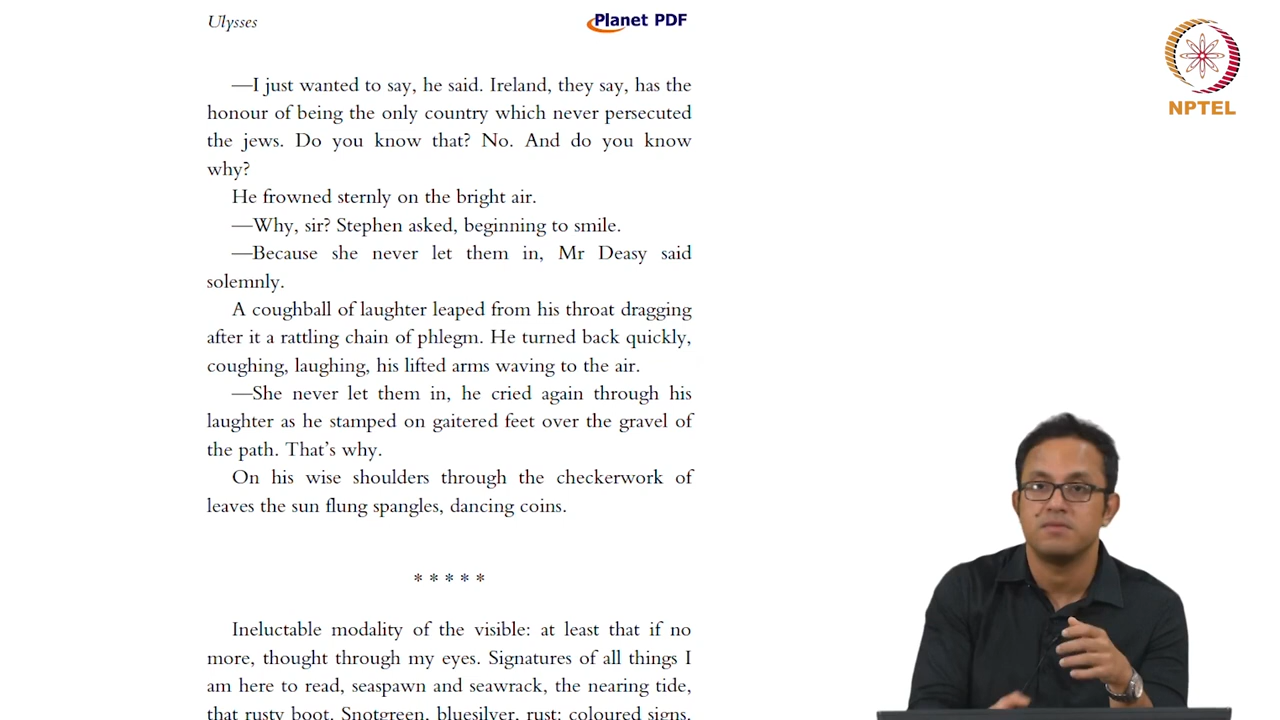 Ulysses
Planet PDF
NPTEL
—I just wanted to say, he said. Ireland, they say, has the
honour of being the only country which never persecuted
the jews. Do you know that? No. And do you know
why?
He frowned sternly on the bright air.
—Why, sir? Stephen asked, beginning to smile.
—Because she never let them in, Mr Deasy said
solemnly.
A coughball of laughter leaped from his throat dragging
after it a rattling chain of phlegm. He turned back quickly,
coughing, laughing, his lifted arms waving to the air.
—She never let them in, he cried again through his
laughter as he stamped on gaitered feet over the gravel of
the path. That’s why.
On his wise shoulders through the checkerwork of
leaves the sun flung spangles, dancing coins.
* * * * *
Ineluctable modality of the visible: at least that if no
more, thought through my eyes. Signatures of all things I
am here to read, seaspawn and seawrack, the nearing tide,
that rusty boot. Snotgreen, bluesilver, rust: coloured signs.